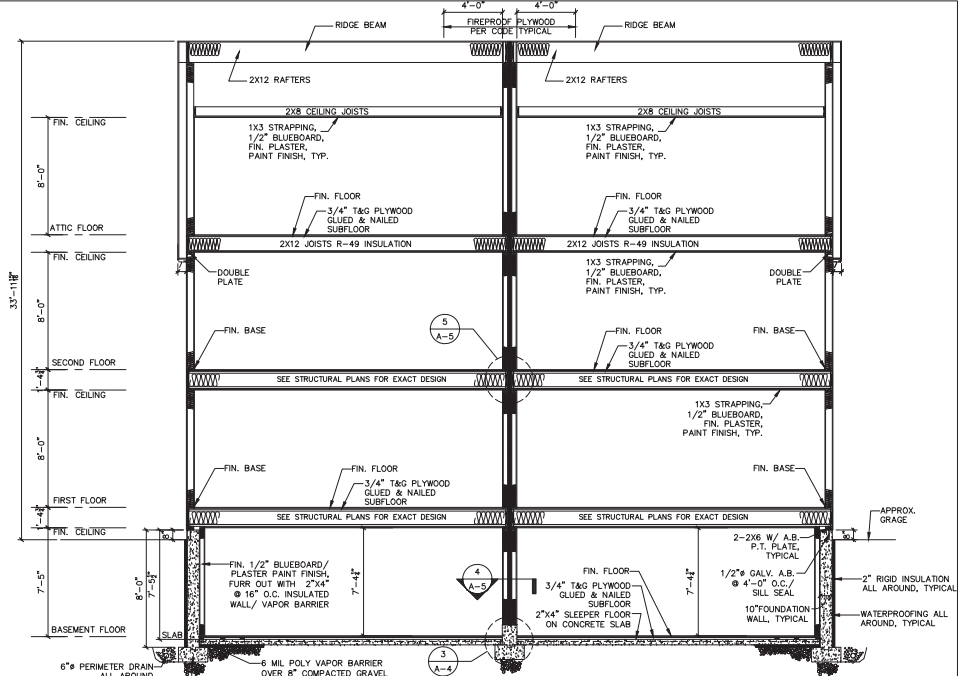 4'-0"
4'-0"
FIREPROOF PLYWOOD
PER CODE TYPICAL
RIDGE BEAM
RIDGE BEAM
2X12 RAFTERS
2X12 RAFTERS
2X8 CEILING JOISTS
2X8 CEILING JOISTS
FIN. CEILING
1X3 STRAPPING,
1/2" BLUEBOARD,
FIN. PLASTER,
PAINT FINISH, TYP.
1X3 STRAPPING,
1/2" BLUEBOARD,
FIN. PLASTER,
PAINT FINISH, TYP.
8'-0"
FIN. FLOOR
3/4" T&G PLYWOOD
GLUED & NAILED
SUBFLOOR
FIN. FLOOR
3/4" T&G PLYWOOD
GLUED & NAILED
SUBFLOOR
ATTIC FLOOR
2X12 JOISTS R-49 INSULATION
2X12 JOISTS R-49 INSULATION
FIN. CEILING
1X3 STRAPPING,
1/2" BLUEBOARD,
FIN. PLASTER,
PAINT FINISH, TYP.
7"
DOUBLE
PLATE
DOUBLE
PLATE
7"
8'-0"
5
A-5
FIN. BASE
FIN. FLOOR
FIN. BASE
3/4" T&G PLYWOOD
GLUED & NAILED
SUBFLOOR
SECOND FLOOR
SEE STRUCTURAL PLANS FOR EXACT DESIGN
SEE STRUCTURAL PLANS FOR EXACT DESIGN
FIN. CEILING
1X3 STRAPPING,
1/2" BLUEBOARD,
FIN. PLASTER,
PAINT FINISH, TYP.
8'-0"
FIN. BASE
FIN. FLOOR
3/4" T&G PLYWOOD
GLUED & NAILED
SUBFLOOR
FIN. BASE
FIRST FLOOR
SEE STRUCTURAL PLANS FOR EXACT DESIGN
SEE STRUCTURAL PLANS FOR EXACT DESIGN
APPROX.
GRAGE
FIN. CEILING
8"
8"
2-2X6 W/ A.B.
P.T. PLATE,
TYPICAL
FIN. 1/2" BLUEBOARD/
PLASTER PAINT FINISH,
FURR OUT WITH 2"X4"
@ 16" O.C. INSULATED
WALL/ VAPOR BARRIER
4
A-5
FIN. FLOOR
3/4" T&G PLYWOOD
GLUED & NAILED
SUBFLOOR
2"X4" SLEEPER FLOOR
ON CONCRETE SLAB
1/2"ø GALV. A.B.
@ 4'-0" O.C./
SILL SEAL
10"FOUNDATION
WALL, TYPICAL
2" RIGID INSULATION
ALL AROUND, TYPICAL
WATERPROOFING ALL
AROUND, TYPICAL
7'-5"
8'-0"
BASEMENT FLOOR
SLAB
3
A-4
6"ø PERIMETER DRAIN
ALL AROUND
6 MIL POLY VAPOR BARRIER
OVER 8" COMPACTED GRAVEL